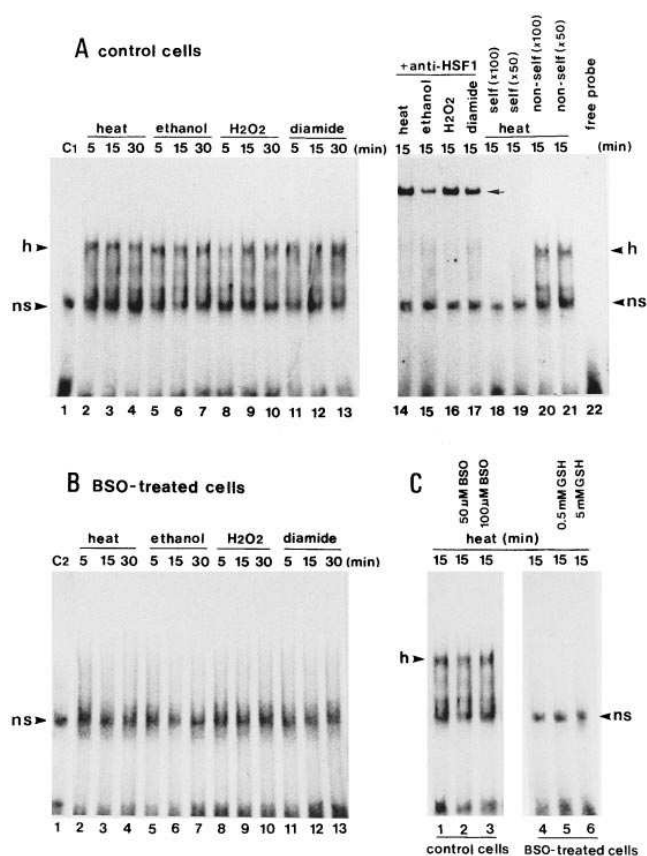 A control cells
heat ethanol H2O2 diamide
C1 5 15 30 5 15 30 5 15 30 5 15 30 (min)
h
ns
1 2 3 4 5 6 7 8 9 10 11 12 13
+anti-HSF1
heat
ethanol
H2O2
diamide
self (x100)
self (x50)
non-self (x100)
non-self (x50)
free probe
heat
15 15 15 15 15 15 15 15 (min)
h
ns
14 15 16 17 18 19 20 21 22
B BSO-treated cells
heat ethanol H2O2 diamide
C2 5 15 30 5 15 30 5 15 30 5 15 30 (min)
ns
1 2 3 4 5 6 7 8 9 10 11 12 13
C
50 µM BSO
100 µM BSO
0.5 mM GSH
5 mM GSH
heat (min)
15 15 15 15 15 15
h
ns
1 2 3 4 5 6
control cells BSO-treated cells